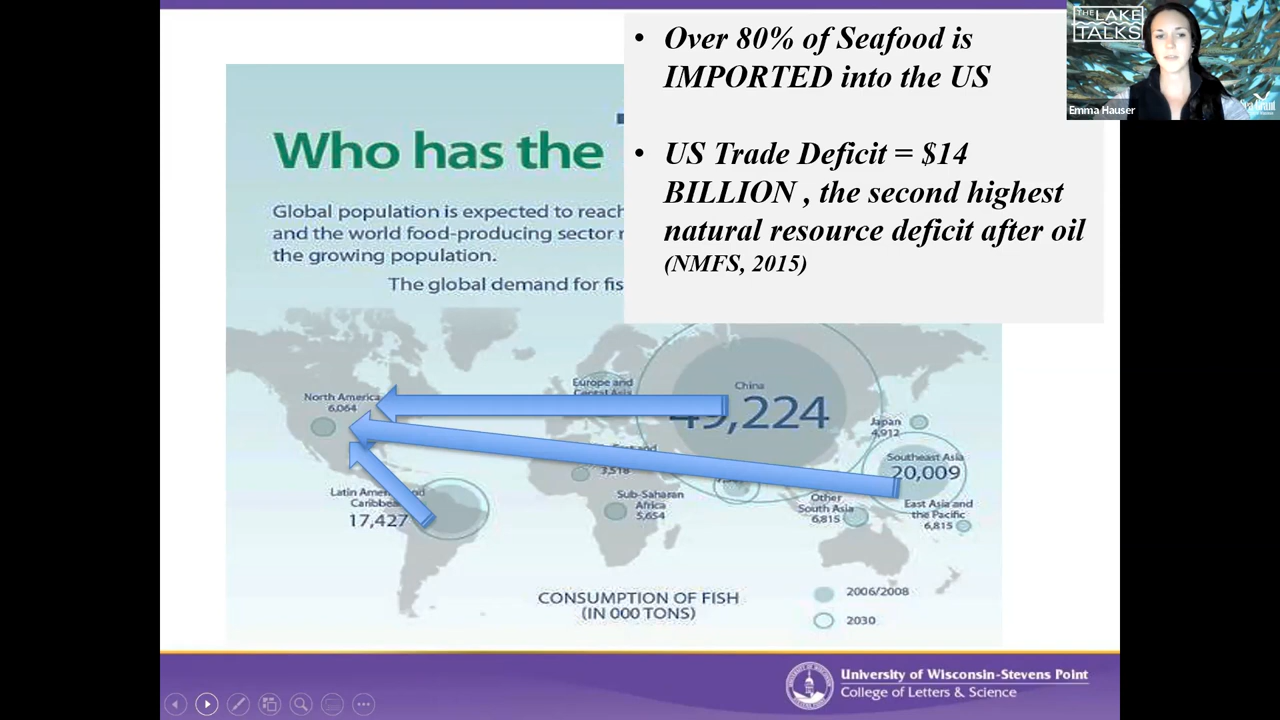 • Over 80% of Seafood is
IMPORTED into the US
• US Trade Deficit = $14
BILLION , the second highest
natural resource deficit after oil
(NMFS, 2015)
THE
LAKE
TALKS
Emma Hauser
Sea Grant
Who has the
Global population is expected to reach
and the world food-producing sector
the growing population.
The global demand for fis
North America
6,064
Europe and
Central Asia
China
49,224
Japan
4,912
Southeast Asia
20,009
3,518
Latin America and
Caribbean
17,427
Sub-Saharan
Africa
5,654
Other
South Asia
6,815
East Asia and
the Pacific
6,815
CONSUMPTION OF FISH
(IN 000 TONS)
2006/2008
2030
University of Wisconsin-Stevens Point
College of Letters & Science